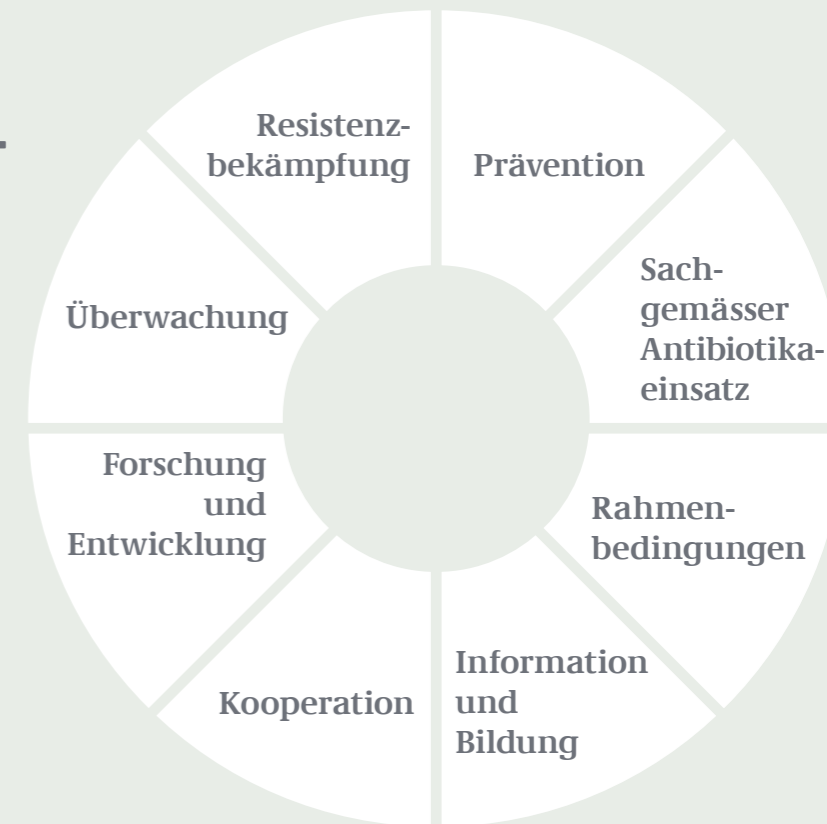 Resistenz-
bekämpfung
Prävention
Sach-
gemässer
Antibiotika-
einsatz
Rahmen-
bedingungen
Information
und
Bildung
Kooperation
Forschung
und
Entwicklung
Überwachung